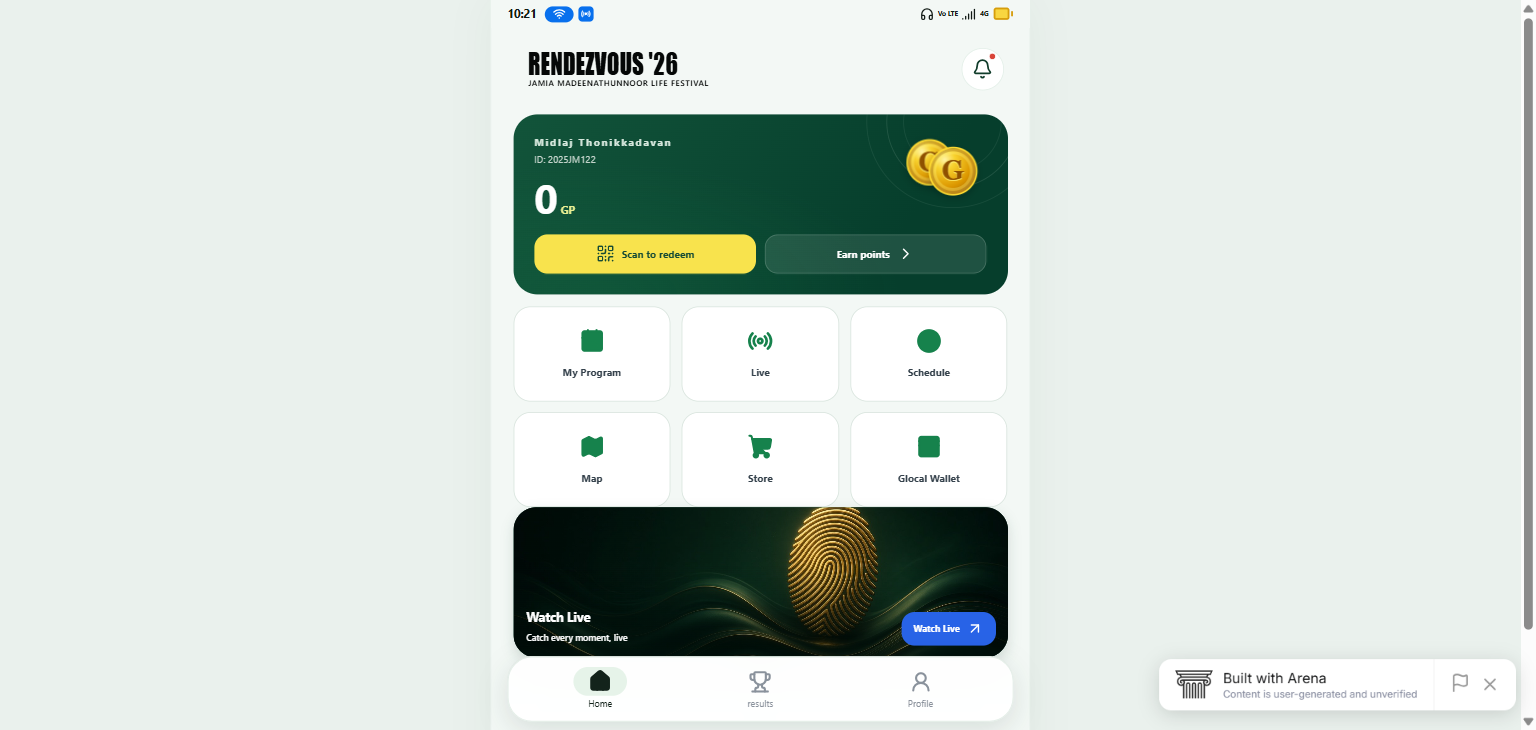 10:21
Vo LTE 4G
RENDEZVOUS '26
JAMIA MADEENATHUNNOOR LIFE FESTIVAL
Midlaj Thonikkadavan
ID: 2025JM122
G G
0 GP
Scan to redeem
Earn points
My Program
Live
Schedule
Map
Store
Glocal Wallet
Watch Live
Catch every moment, live
Watch Live
Home
results
Profile
Built with Arena
Content is user-generated and unverified